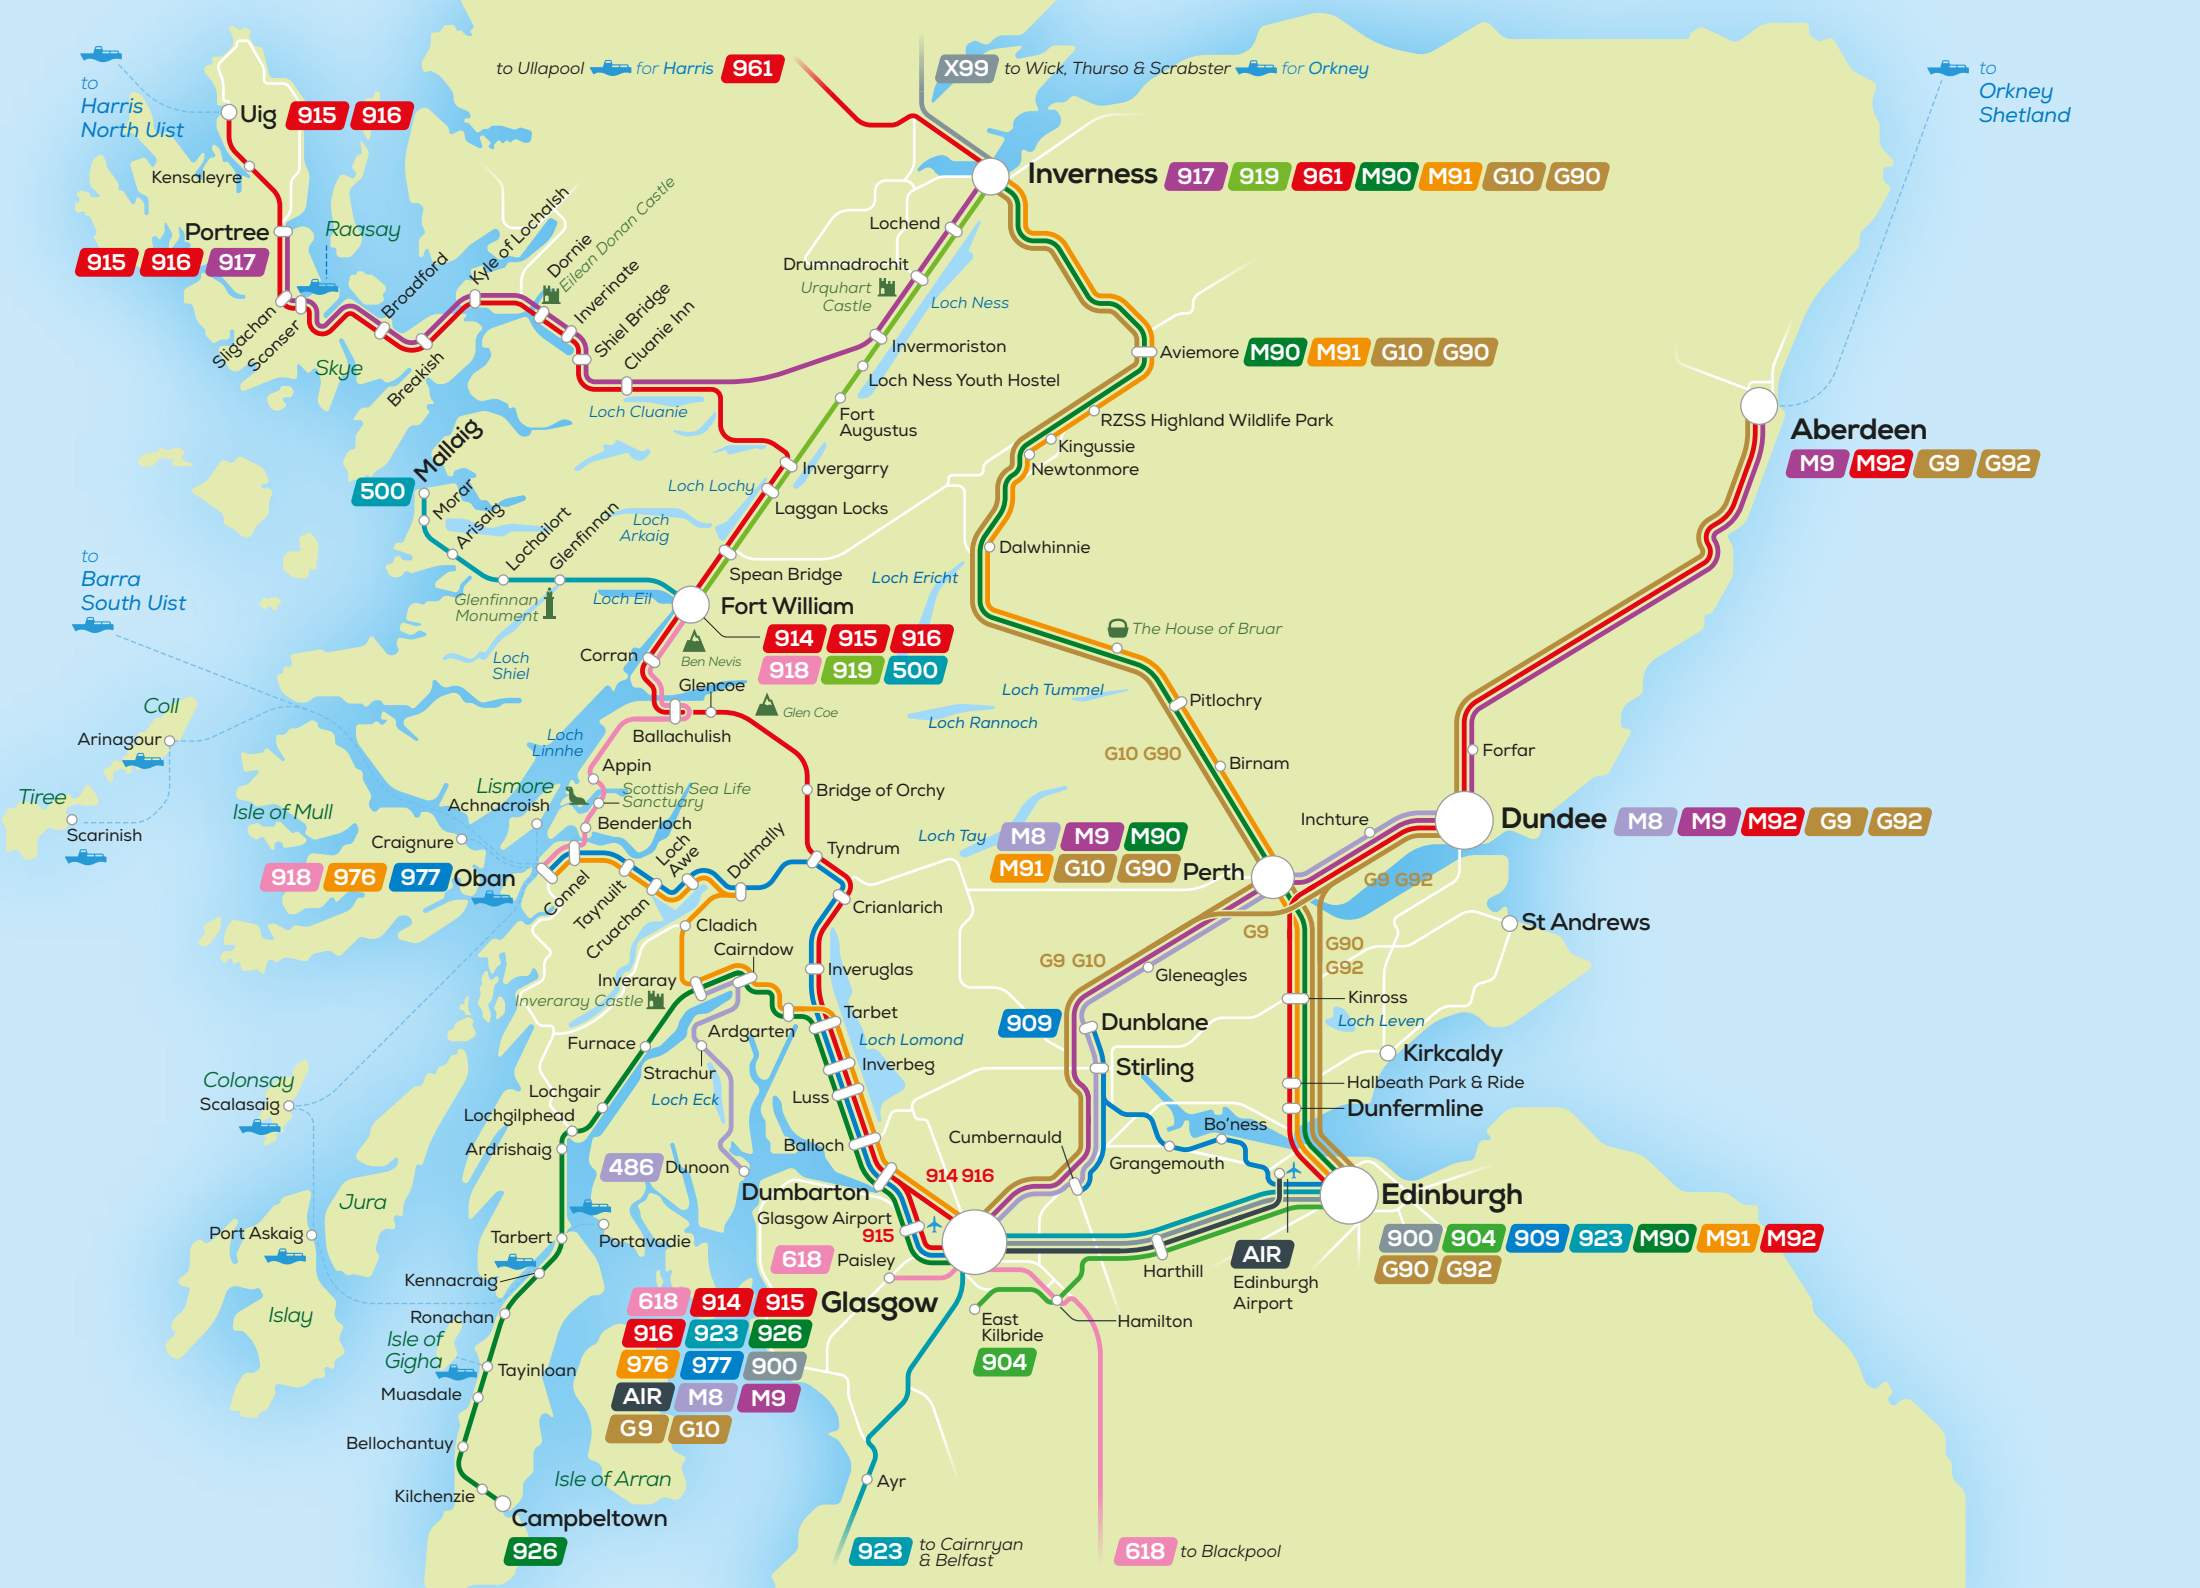 to Ullapool
for Harris
961
X99
to Wick, Thurso & Scrabster
for Orkney
to
Harris
North Uist
to
Orkney
Shetland
Uig
915
916
Kensaleyre
Portree
915
916
917
Raasay
Sligachan
Sconser
Skye
Broadford
Breakish
Kyle of Lochalsh
Dornie
Eilean Donan Castle
Inverinate
Shiel Bridge
Cluanie Inn
Loch Cluanie
Inverness
917
919
961
M90
M91
G10
G90
Lochend
Drumnadrochit
Urquhart
Castle
Loch Ness
Invermoriston
Loch Ness Youth Hostel
Fort
Augustus
Invergarry
Loch Lochy
Laggan Locks
Loch
Arkaig
Spean Bridge
Aviemore
M90
M91
G10
G90
RZSS Highland Wildlife Park
Kingussie
Newtonmore
Dalwhinnie
Loch Ericht
The House of Bruar
Loch Tummel
Loch Rannoch
Pitlochry
G10 G90
Birnam
Aberdeen
M9
M92
G9
G92
Mallaig
500
Morar
Arisaig
Lochailort
Glenfinnan
Glenfinnan
Monument
Loch Eil
Loch
Shiel
Fort William
914
915
916
918
919
500
to
Barra
South Uist
Corran
Ben Nevis
Glencoe
Glen Coe
Ballachulish
Loch
Linnhe
Coll
Arinagour
Tiree
Scarinish
Isle of Mull
Lismore
Achnacroish
Craignure
Appin
Scottish Sea Life
Sanctuary
Benderloch
Bridge of Orchy
918
976
977
Oban
Connel
Taynuilt
Cruachan
Loch
Awe
Dalmally
Tyndrum
Crianlarich
Loch Tay
M8
M9
M90
M91
G10
G90
Perth
Forfar
Inchture
Dundee
M8
M9
M92
G9
G92
G9 G92
St Andrews
G9
G90
G92
G9 G10
Gleneagles
Kinross
Loch Leven
Kirkcaldy
Halbeath Park & Ride
Dunfermline
Cladich
Cairndow
Inveraray
Inveraray Castle
Inveruglas
Tarbet
Ardgarten
Loch Lomond
Inverbeg
Luss
Balloch
Furnace
Strachur
Loch Eck
Lochgair
Lochgilphead
Ardrishaig
486
Dunoon
909
Dunblane
Stirling
Cumbernauld
Bo'ness
Grangemouth
Colonsay
Scalasaig
Jura
Port Askaig
Islay
Dumbarton
914 916
Glasgow Airport
915
618
Paisley
Tarbert
Portavadie
Kennacraig
Ronachan
Isle of
Gigha
Tayinloan
Muasdale
Bellochantuy
Kilchenzie
Campbeltown
926
Isle of Arran
618
914
915
Glasgow
916
923
926
976
977
900
AIR
M8
M9
G9
G10
East
Kilbride
904
Hamilton
Harthill
AIR
Edinburgh
Airport
Edinburgh
900
904
909
923
M90
M91
M92
G90
G92
Ayr
923
to Cairnryan
& Belfast
618
to Blackpool